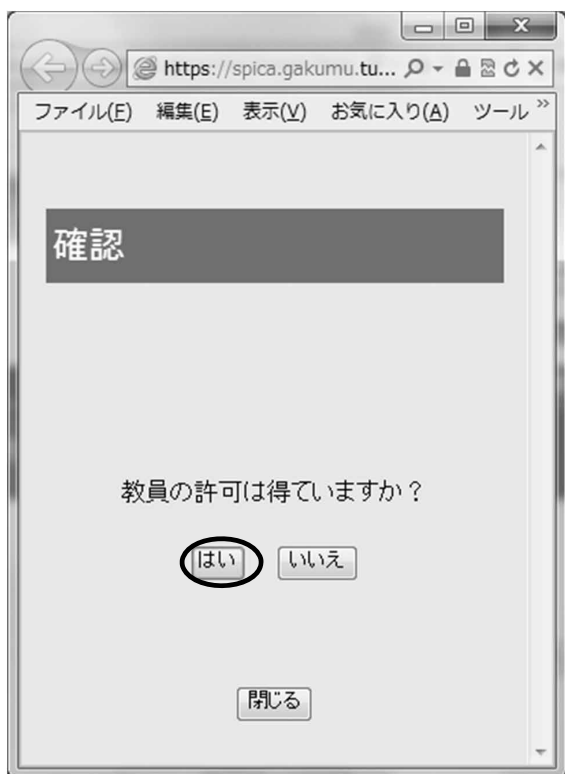 https://spica.gakumu.tu...
ファイル(F) 編集(E) 表示(V) お気に入り(A) ツール »
確認
教員の許可は得ていますか？
はい いいえ
閉じる